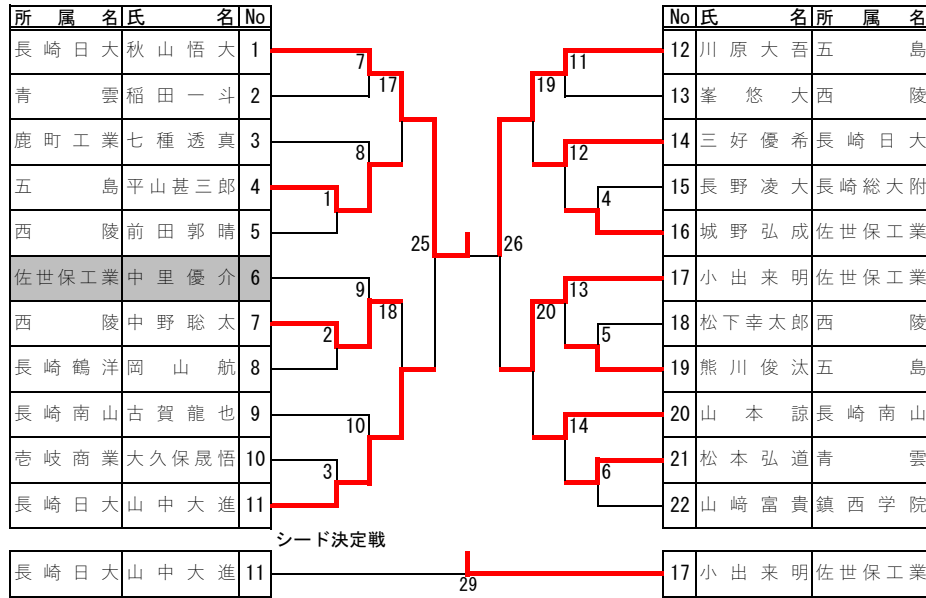 所属名 氏名 No
長崎日大 秋山悟大 1
青雲 稲田一斗 2
鹿町工業 七種透真 3
五島 平山甚三郎 4
西陵 前田郭晴 5
佐世保工業 中里優介 6
西陵 中野聡太 7
長崎鶴洋 岡山航 8
長崎南山 古賀龍也 9
壱岐商業 大久保晟悟 10
長崎日大 山中大進 11
7
17
8
1
25
9
18
2
10
3
11
19
12
4
26
13
20
5
14
6
No 氏名 所属名
12 川原大吾 五島
13 峯悠大 西陵
14 三好優希 長崎日大
15 長野凌大 長崎総大附
16 城野弘成 佐世保工業
17 小出来明 佐世保工業
18 松下幸太郎 西陵
19 熊川俊汰 五島
20 山本諒 長崎南山
21 松本弘道 青雲
22 山﨑富貴 鎮西学院
シード決定戦
長崎日大 山中大進 11
29
17 小出来明 佐世保工業